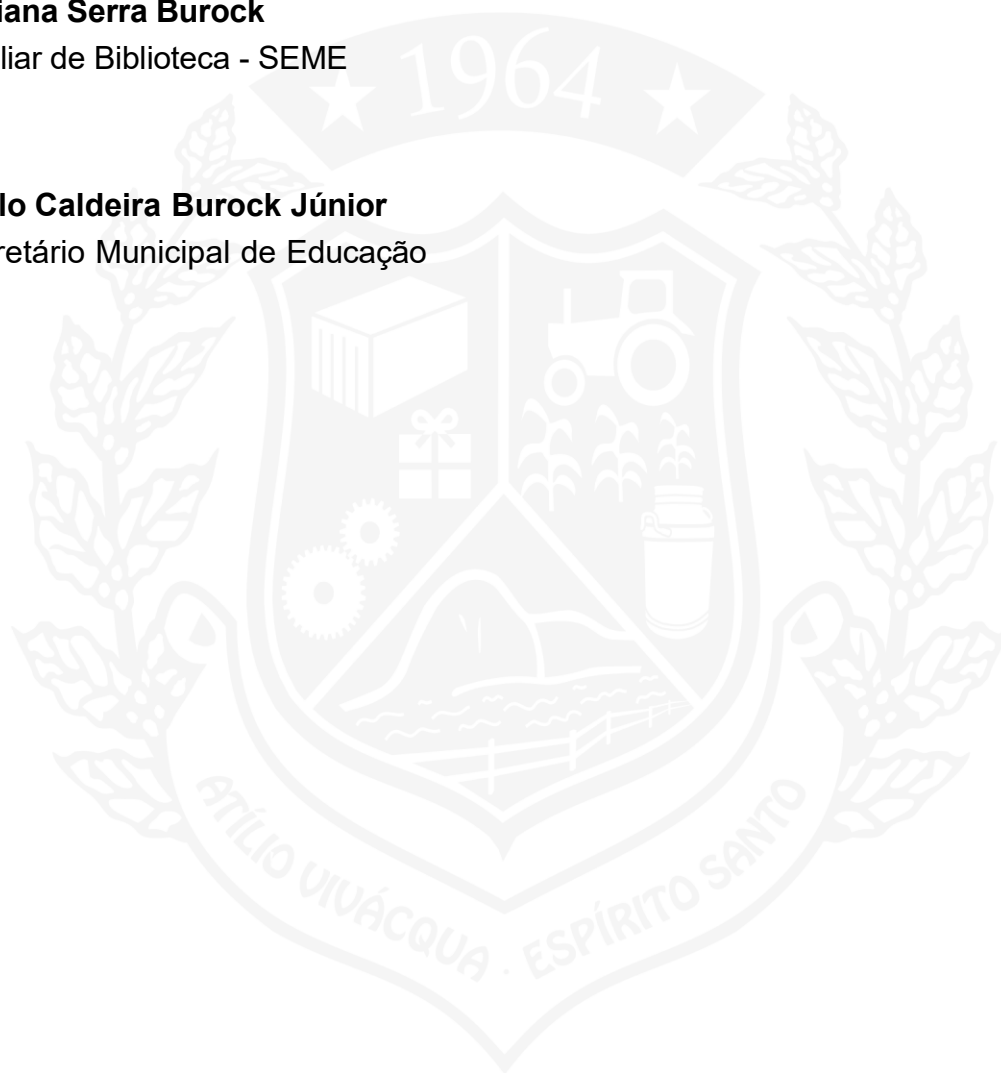 iana Serra Burock
liar de Biblioteca - SEME
lo Caldeira Burock Júnior
retário Municipal de Educação
1964
ATÍLIO VIVÁCQUA . ESPÍRITO SANTO